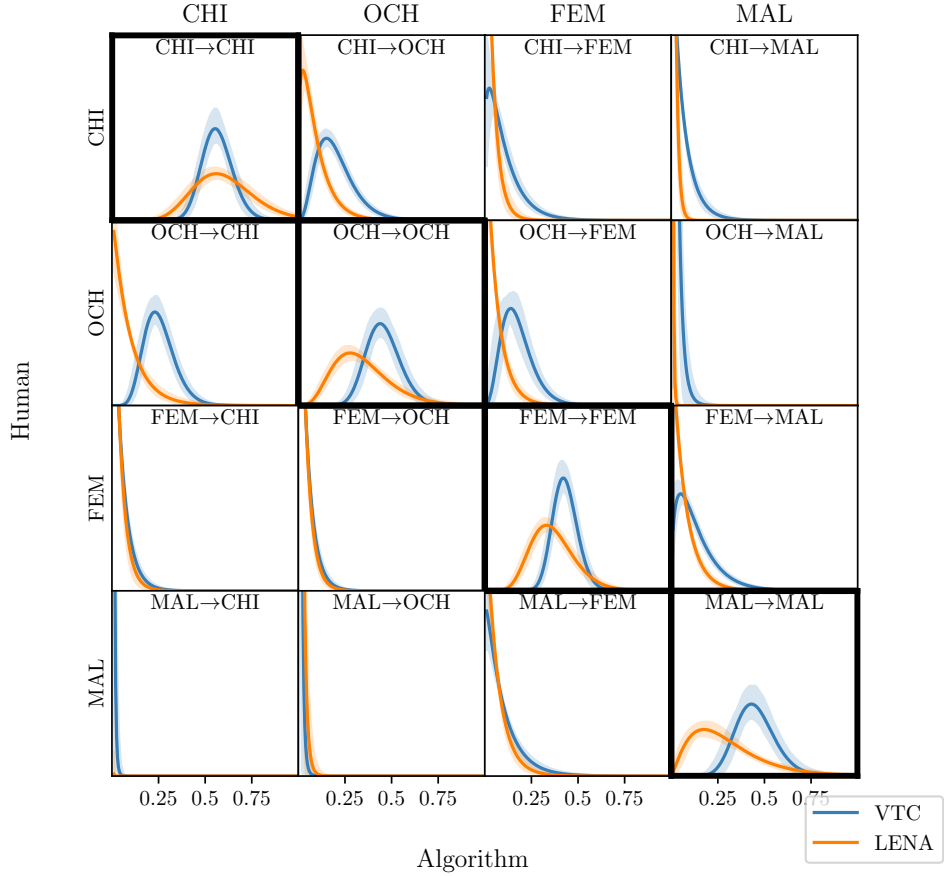 CHI OCH FEM MAL
CHI→CHI CHI→OCH CHI→FEM CHI→MAL
CHI
OCH→CHI OCH→OCH OCH→FEM OCH→MAL
OCH
Human
FEM→CHI FEM→OCH FEM→FEM FEM→MAL
FEM
MAL→CHI MAL→OCH MAL→FEM MAL→MAL
MAL
0.25 0.5 0.75 0.25 0.5 0.75 0.25 0.5 0.75 0.25 0.5 0.75
VTC
LENA
Algorithm